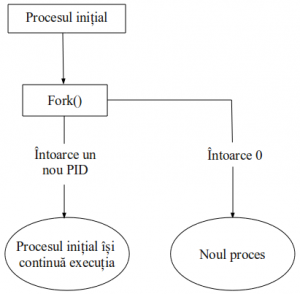 Procesul inițial
Fork()
Întoarce un
nou PID
Întoarce 0
Procesul inițial își
continuă execuția
Noul proces